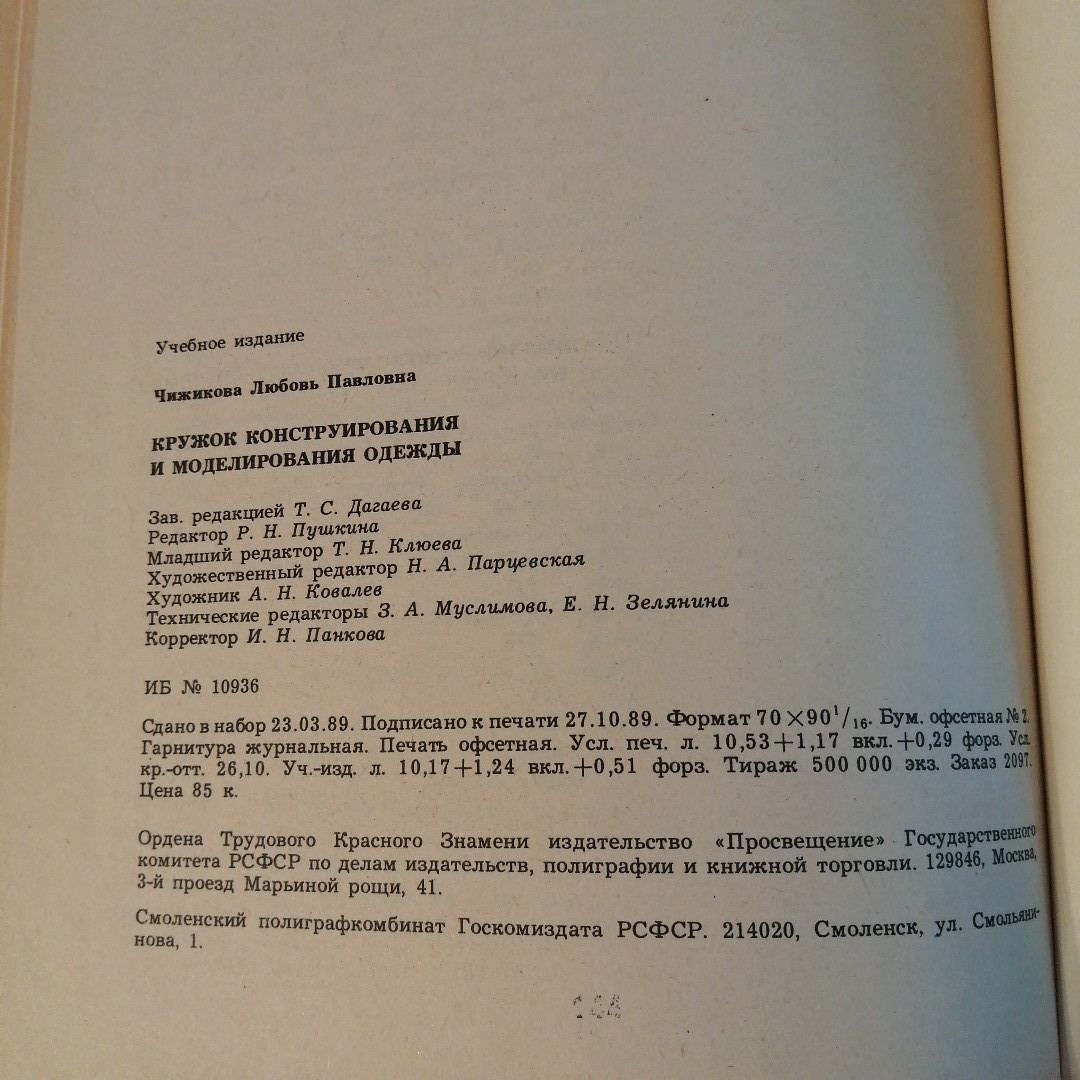 Учебное издание
Чижикова Любовь Павловна
КРУЖОК КОНСТРУИРОВАНИЯ
И МОДЕЛИРОВАНИЯ ОДЕЖДЫ
Зав. редакцией Т. С. Дагаева
Редактор Р. Н. Пушкина
Младший редактор Т. Н. Клюева
Художественный редактор Н. А. Парцевская
Художник А. Н. Ковалев
Технические редакторы З. А. Муслимова, Е. Н. Зелянина
Корректор И. Н. Панкова
ИБ № 10936
Сдано в набор 23.03.89. Подписано к печати 27.10.89. Формат 70×90¹/₁₆. Бум. офсетная № 2.
Гарнитура журнальная. Печать офсетная. Усл. печ. л. 10,53+1,17 вкл.+0,29 форз. Усл.
кр.-отт. 26,10. Уч.-изд. л. 10,17+1,24 вкл.+0,51 форз. Тираж 500 000 экз. Заказ 2097.
Цена 85 к.
Ордена Трудового Красного Знамени издательство «Просвещение» Государственного
комитета РСФСР по делам издательств, полиграфии и книжной торговли. 129846, Москва,
3-й проезд Марьиной рощи, 41.
Смоленский полиграфкомбинат Госкомиздата РСФСР. 214020, Смоленск, ул. Смольяни-
нова, 1.